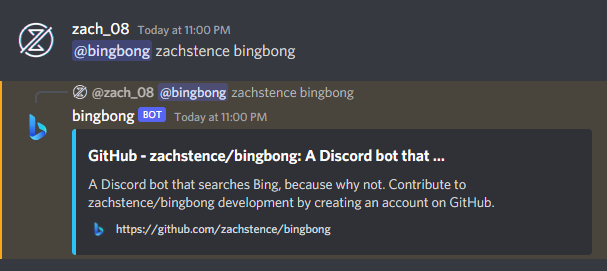 zach_08 Today at 11:00 PM
@bingbong zachstence bingbong
@zach_08 @bingbong zachstence bingbong
bingbong BOT Today at 11:00 PM
GitHub - zachstence/bingbong: A Discord bot that ...
A Discord bot that searches Bing, because why not. Contribute to
zachstence/bingbong development by creating an account on GitHub.
https://github.com/zachstence/bingbong